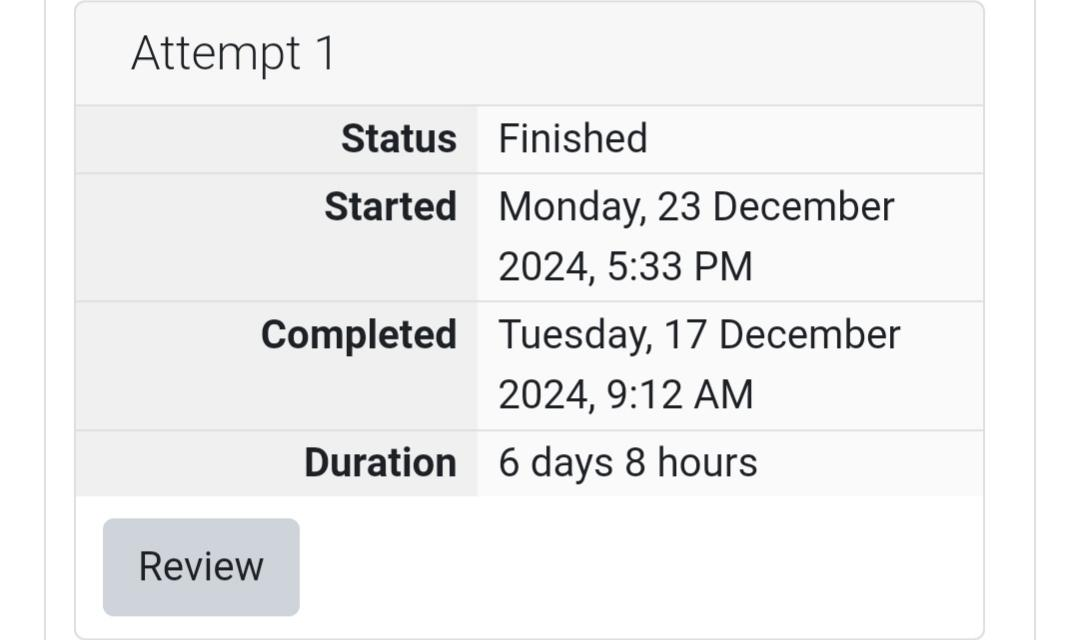 Attempt 1
Status Finished
Started Monday, 23 December
2024, 5:33 PM
Completed Tuesday, 17 December
2024, 9:12 AM
Duration 6 days 8 hours
Review